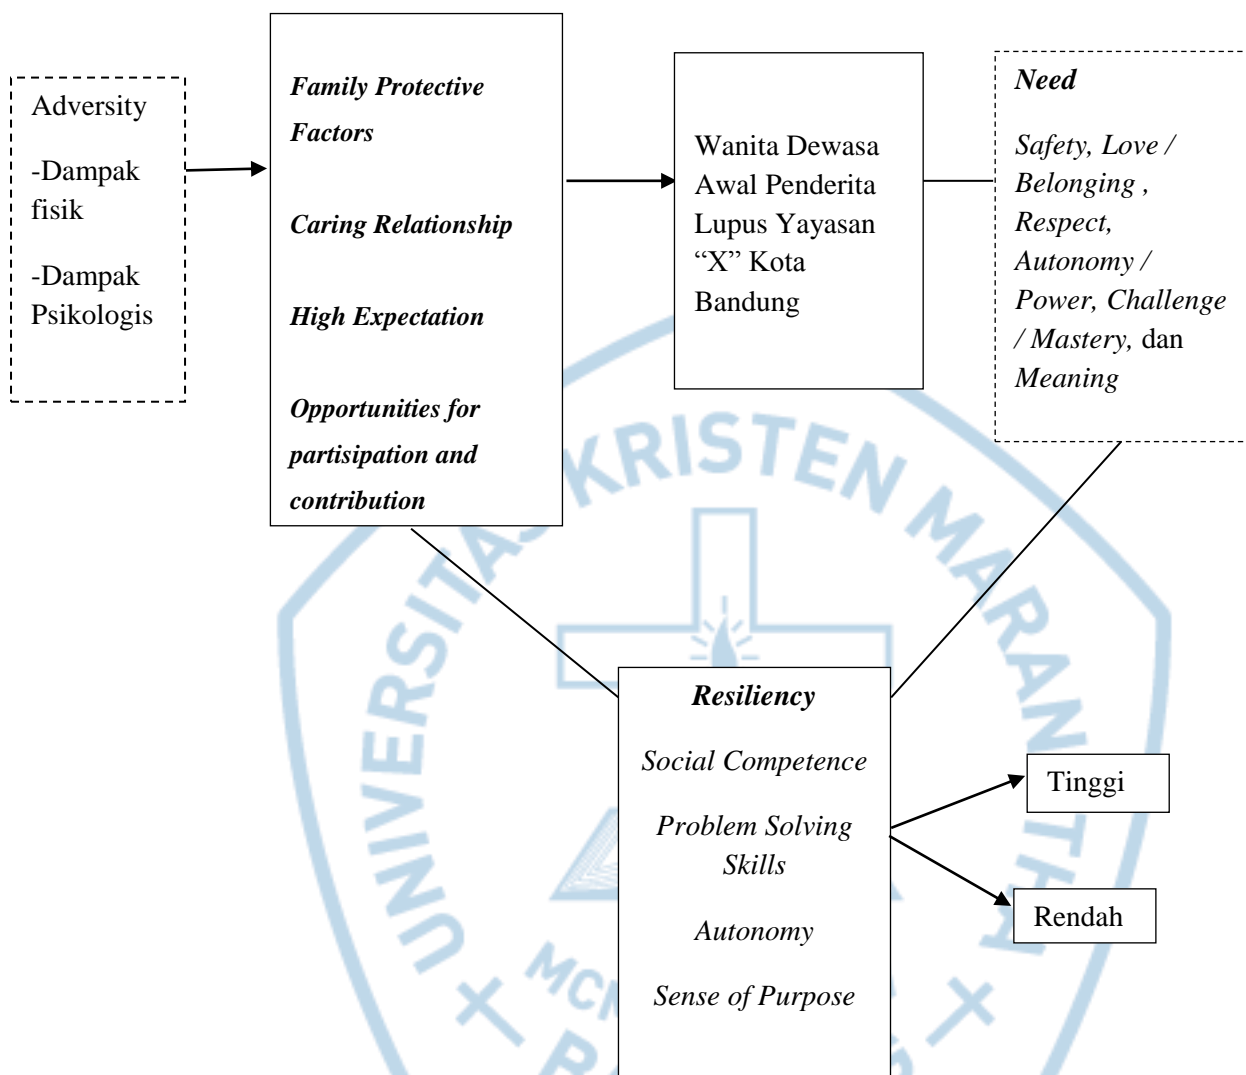 Adversity
-Dampak
fisik
-Dampak
Psikologis
Family Protective
Factors
Caring Relationship
High Expectation
Opportunities for
partisipation and
contribution
Wanita Dewasa
Awal Penderita
Lupus Yayasan
“X” Kota
Bandung
Need
Safety, Love /
Belonging ,
Respect,
Autonomy /
Power, Challenge
/ Mastery, dan
Meaning
Resiliency
Social Competence
Problem Solving
Skills
Autonomy
Sense of Purpose
Tinggi
Rendah
UNIVERSITAS KRISTEN MARANATHA